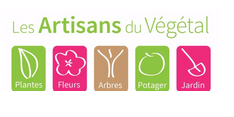 Les Artisans du Végétal
Plantes Fleurs Arbres Potager Jardin